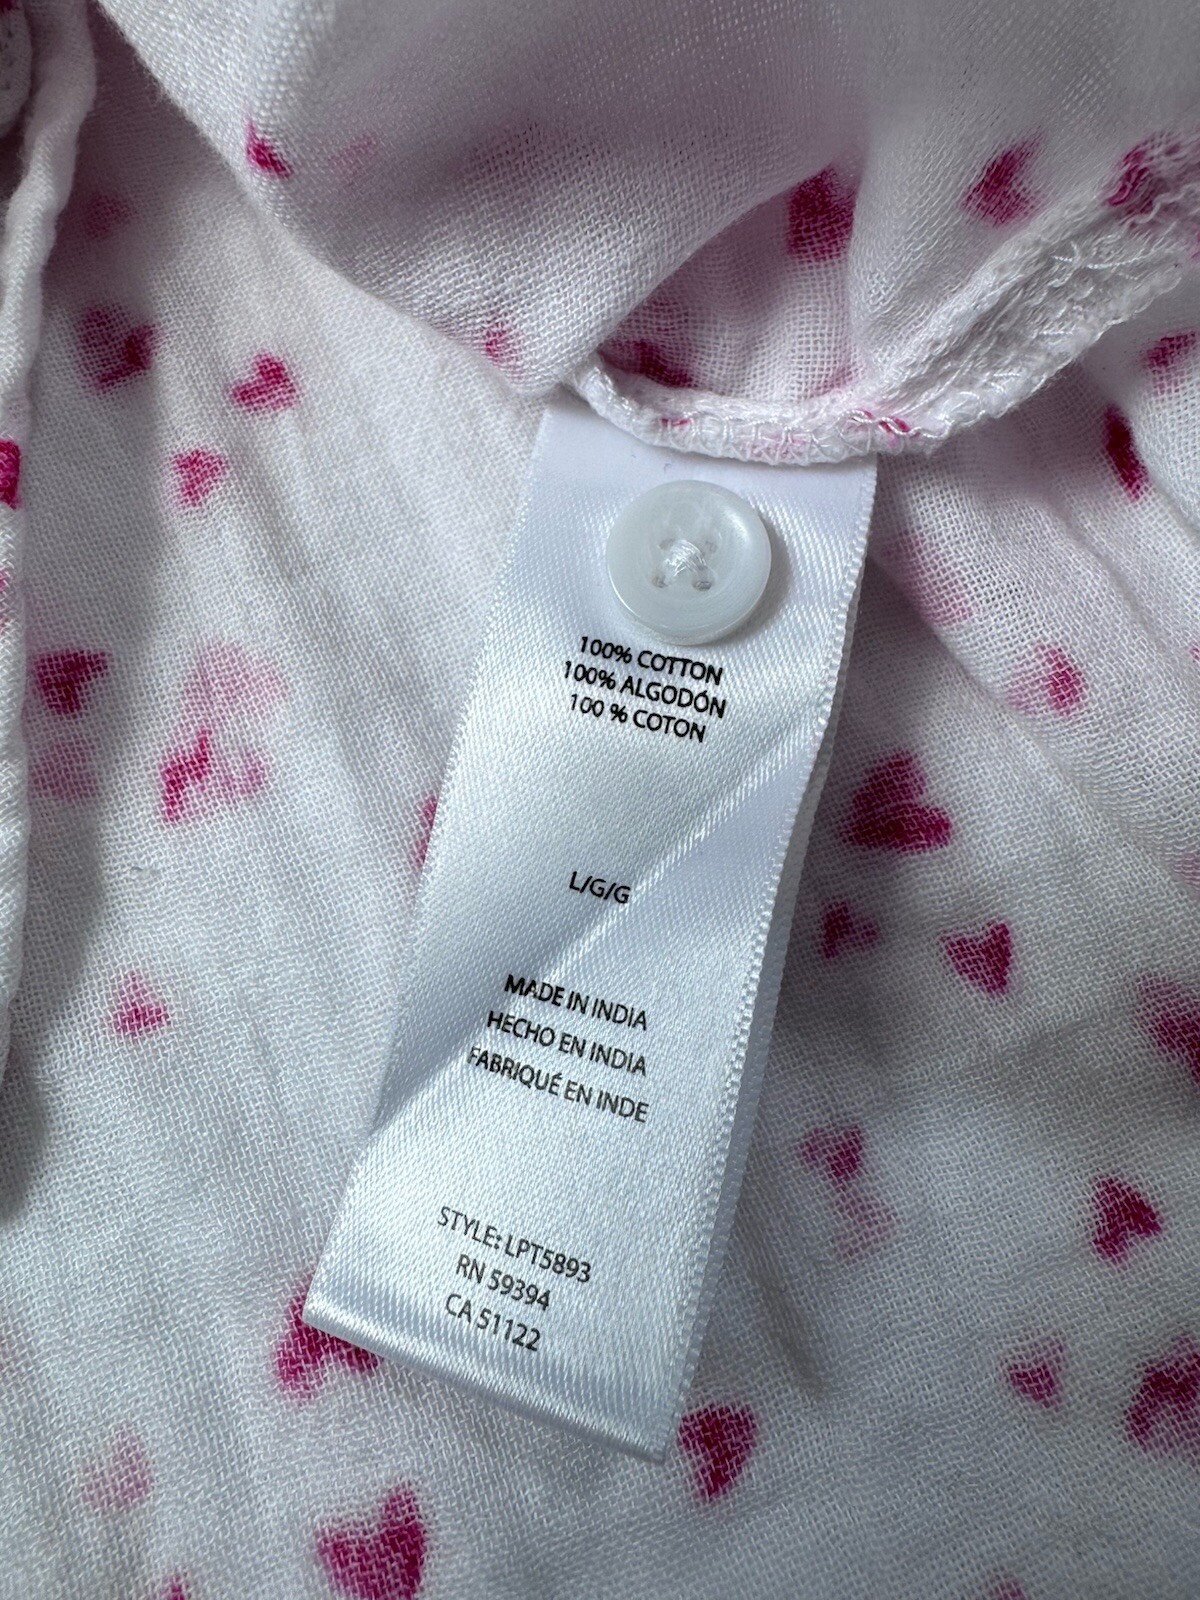 100% COTTON
100% ALGODÓN
100 % COTON
L/G/G
MADE IN INDIA
HECHO EN INDIA
FABRIQUÉ EN INDE
STYLE: LPT5893
RN 59394
CA 51122